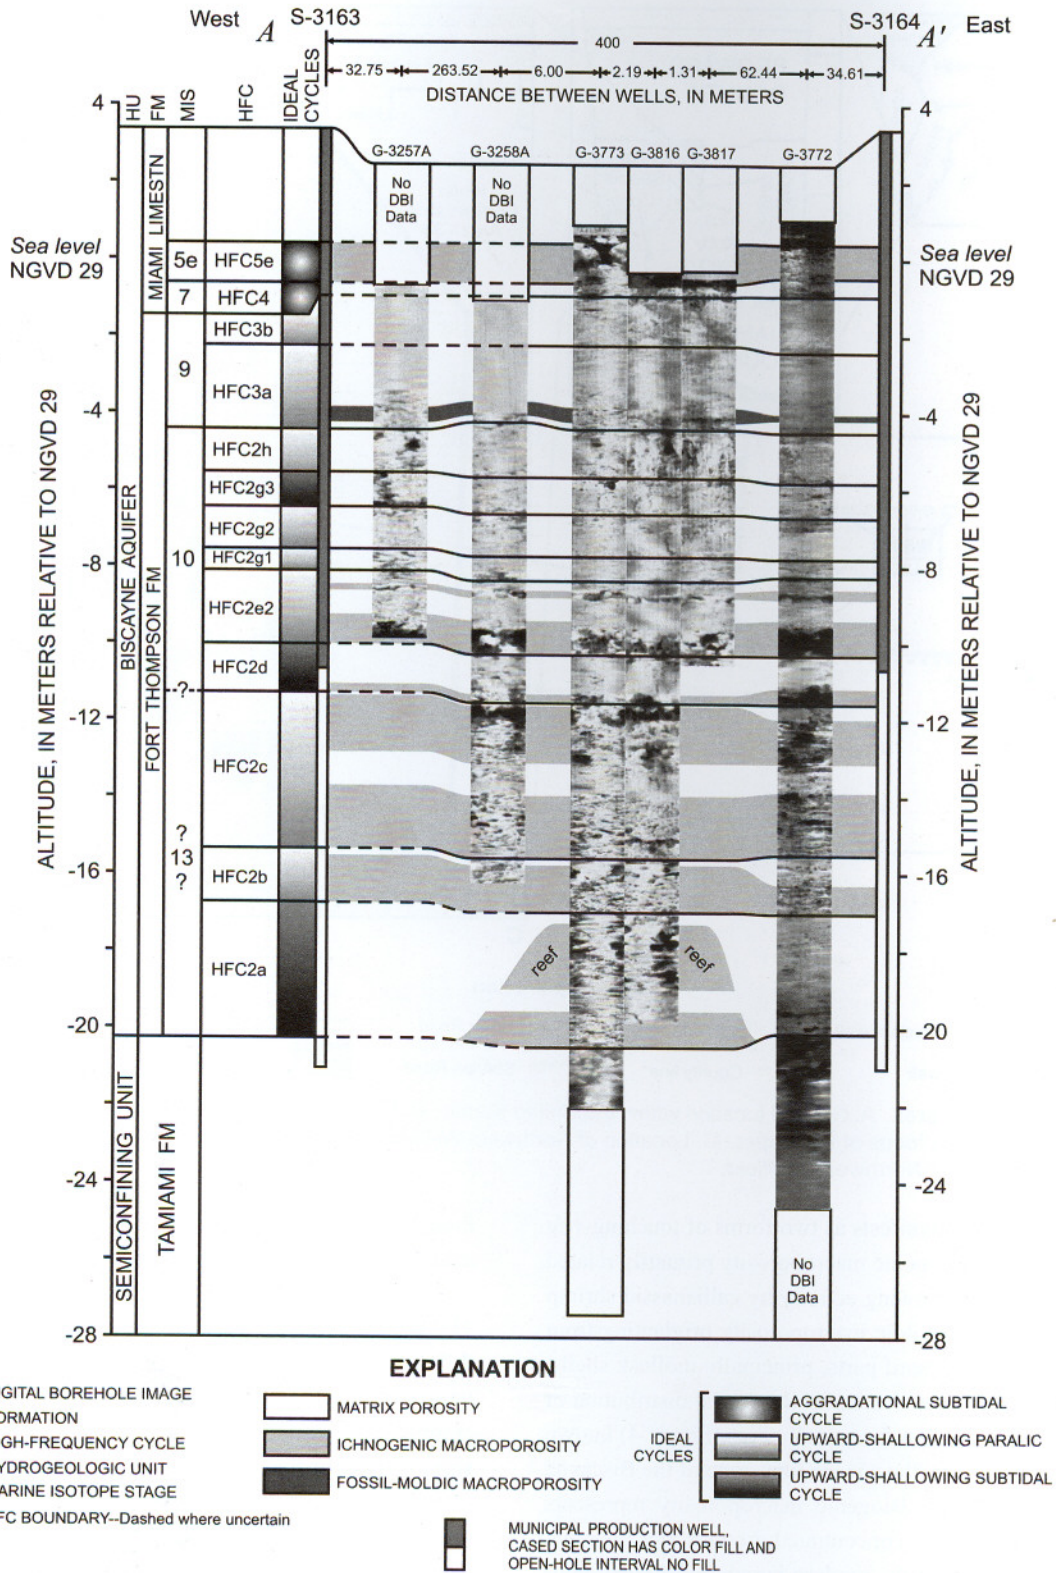 West A S-3163 S-3164 A' East
400
32.75 263.52 6.00 2.19 1.31 62.44 34.61
DISTANCE BETWEEN WELLS, IN METERS
HU FM MIS HFC IDEAL CYCLES
4 4
G-3257A G-3258A G-3773 G-3816 G-3817 G-3772
No DBI Data
No DBI Data
Sea level
NGVD 29
Sea level
NGVD 29
ALTITUDE, IN METERS RELATIVE TO NGVD 29
ALTITUDE, IN METERS RELATIVE TO NGVD 29
BISCAYNE AQUIFER
SEMICONFINING UNIT
MIAMI LIMESTN
FORT THOMPSON FM
TAMIAMI FM
5e HFC5e
7 HFC4
HFC3b
9
HFC3a
-4 -4
HFC2h
HFC2g3
HFC2g2
10
HFC2g1
-8 -8
HFC2e2
HFC2d
?
-12 -12
HFC2c
?
13
?
-16 -16
HFC2b
HFC2a
reef reef
-20 -20
-24 -24
No
DBI
Data
-28 -28
EXPLANATION
IGITAL BOREHOLE IMAGE
ORMATION
IGH-FREQUENCY CYCLE
YDROGEOLOGIC UNIT
ARINE ISOTOPE STAGE
FC BOUNDARY--Dashed where uncertain
MATRIX POROSITY
ICHNOGENIC MACROPOROSITY
FOSSIL-MOLDIC MACROPOROSITY
IDEAL
CYCLES
AGGRADATIONAL SUBTIDAL
CYCLE
UPWARD-SHALLOWING PARALIC
CYCLE
UPWARD-SHALLOWING SUBTIDAL
CYCLE
MUNICIPAL PRODUCTION WELL,
CASED SECTION HAS COLOR FILL AND
OPEN-HOLE INTERVAL NO FILL